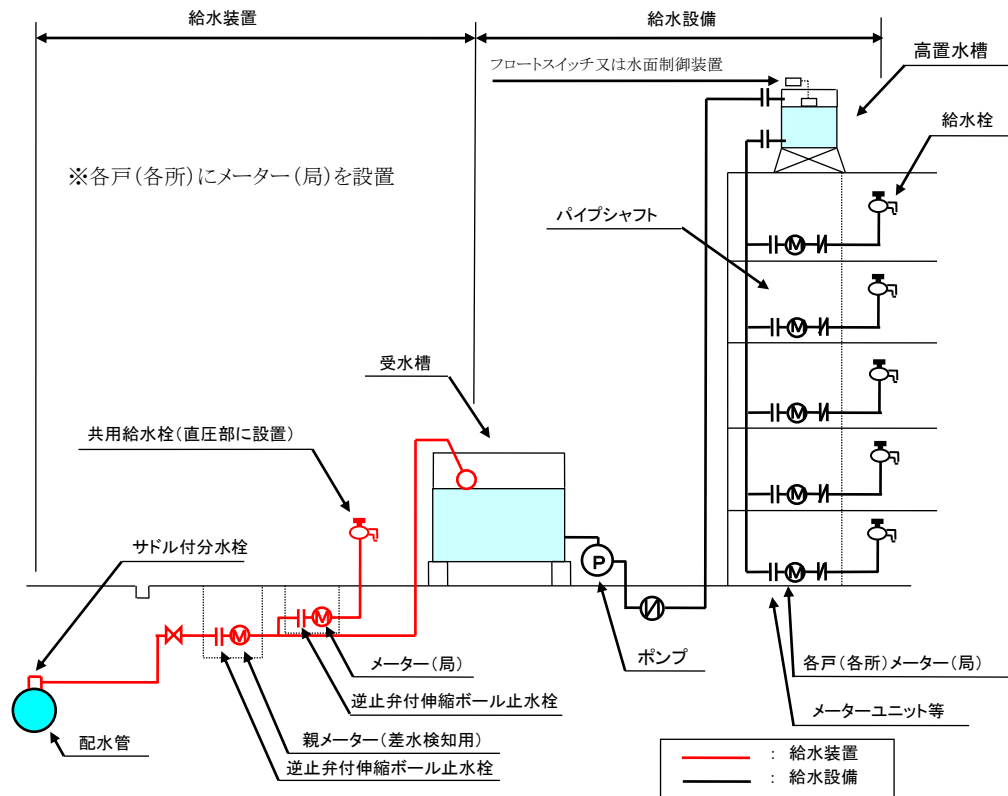 給水装置
給水設備
フロートスイッチ又は水面制御装置
高置水槽
給水栓
※各戸(各所)にメーター(局)を設置
パイプシャフト
M
M
受水槽
共用給水栓(直圧部に設置)
M
M
サドル付分水栓
P
M
M
M
メーター(局)
ポンプ
各戸(各所)メーター(局)
逆止弁付伸縮ボール止水栓
メーターユニット等
配水管
親メーター(差水検知用)
逆止弁付伸縮ボール止水栓
: 給水装置
: 給水設備